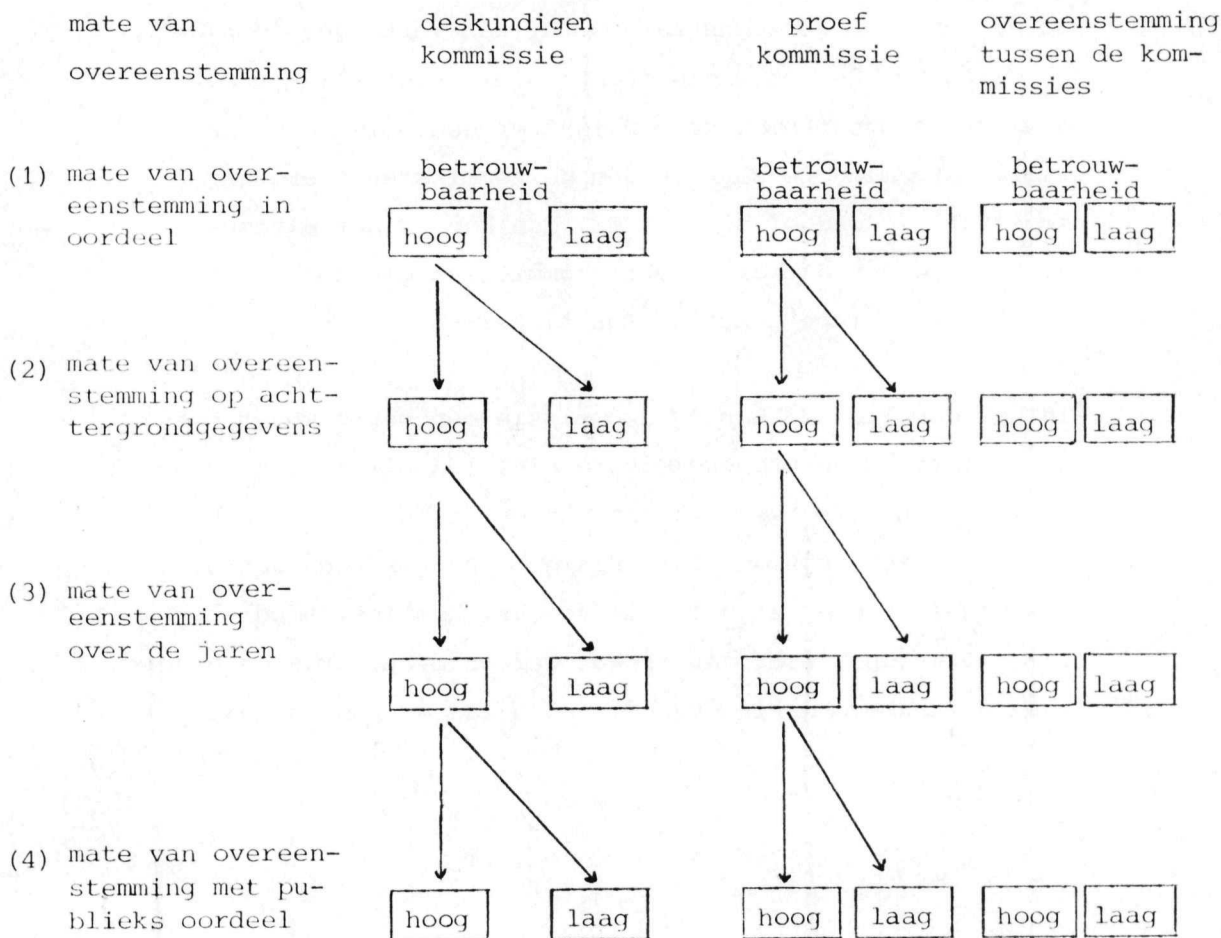 mate van deskundigen proef overeenstemming
overeenstemming kommissie kommissie tussen de kom-
missies
(1) mate van over- betrouw- betrouw- betrouw-
eenstemming in baarheid baarheid baarheid
oordeel hoog laag hoog laag hoog laag
(2) mate van overeen-
stemming op acht-
tergrondgegevens hoog laag hoog laag hoog laag
(3) mate van over-
eenstemming
over de jaren
hoog laag hoog laag hoog laag
(4) mate van overeen-
stemming met pu-
blieks oordeel hoog laag hoog laag hoog laag